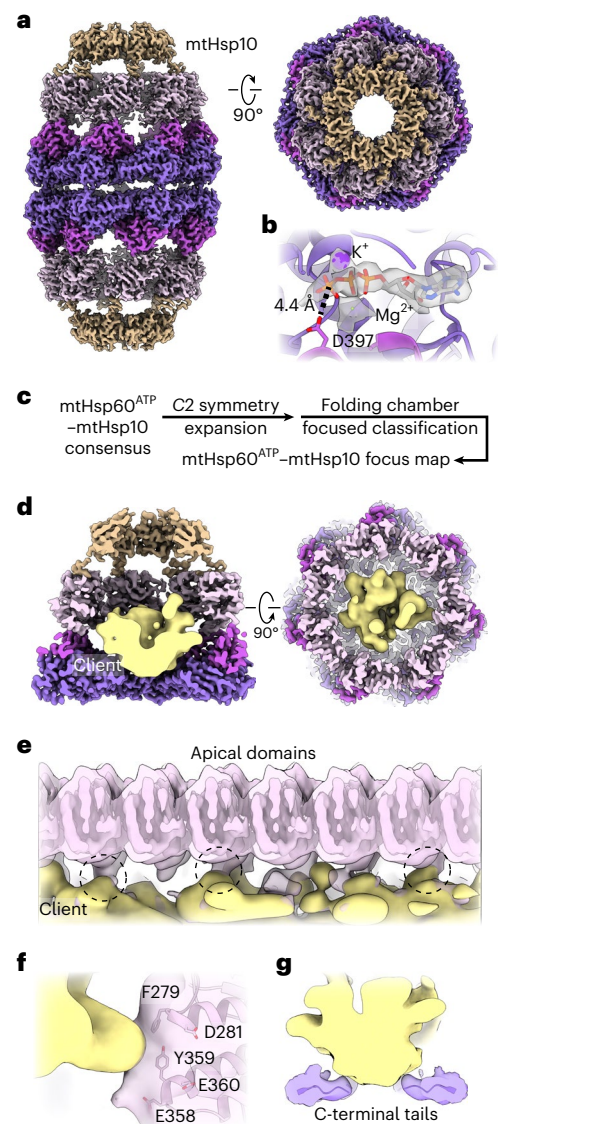 a
mtHsp10
90°
b
K⁺
4.4 Å
Mg²⁺
D397
c
mtHsp60ᴬᵀᴾ
–mtHsp10
consensus
C2 symmetry
expansion
Folding chamber
focused classification
mtHsp60ᴬᵀᴾ–mtHsp10 focus map
d
Client
90°
e
Apical domains
Client
f
F279
D281
Y359
E360
E358
g
C-terminal tails